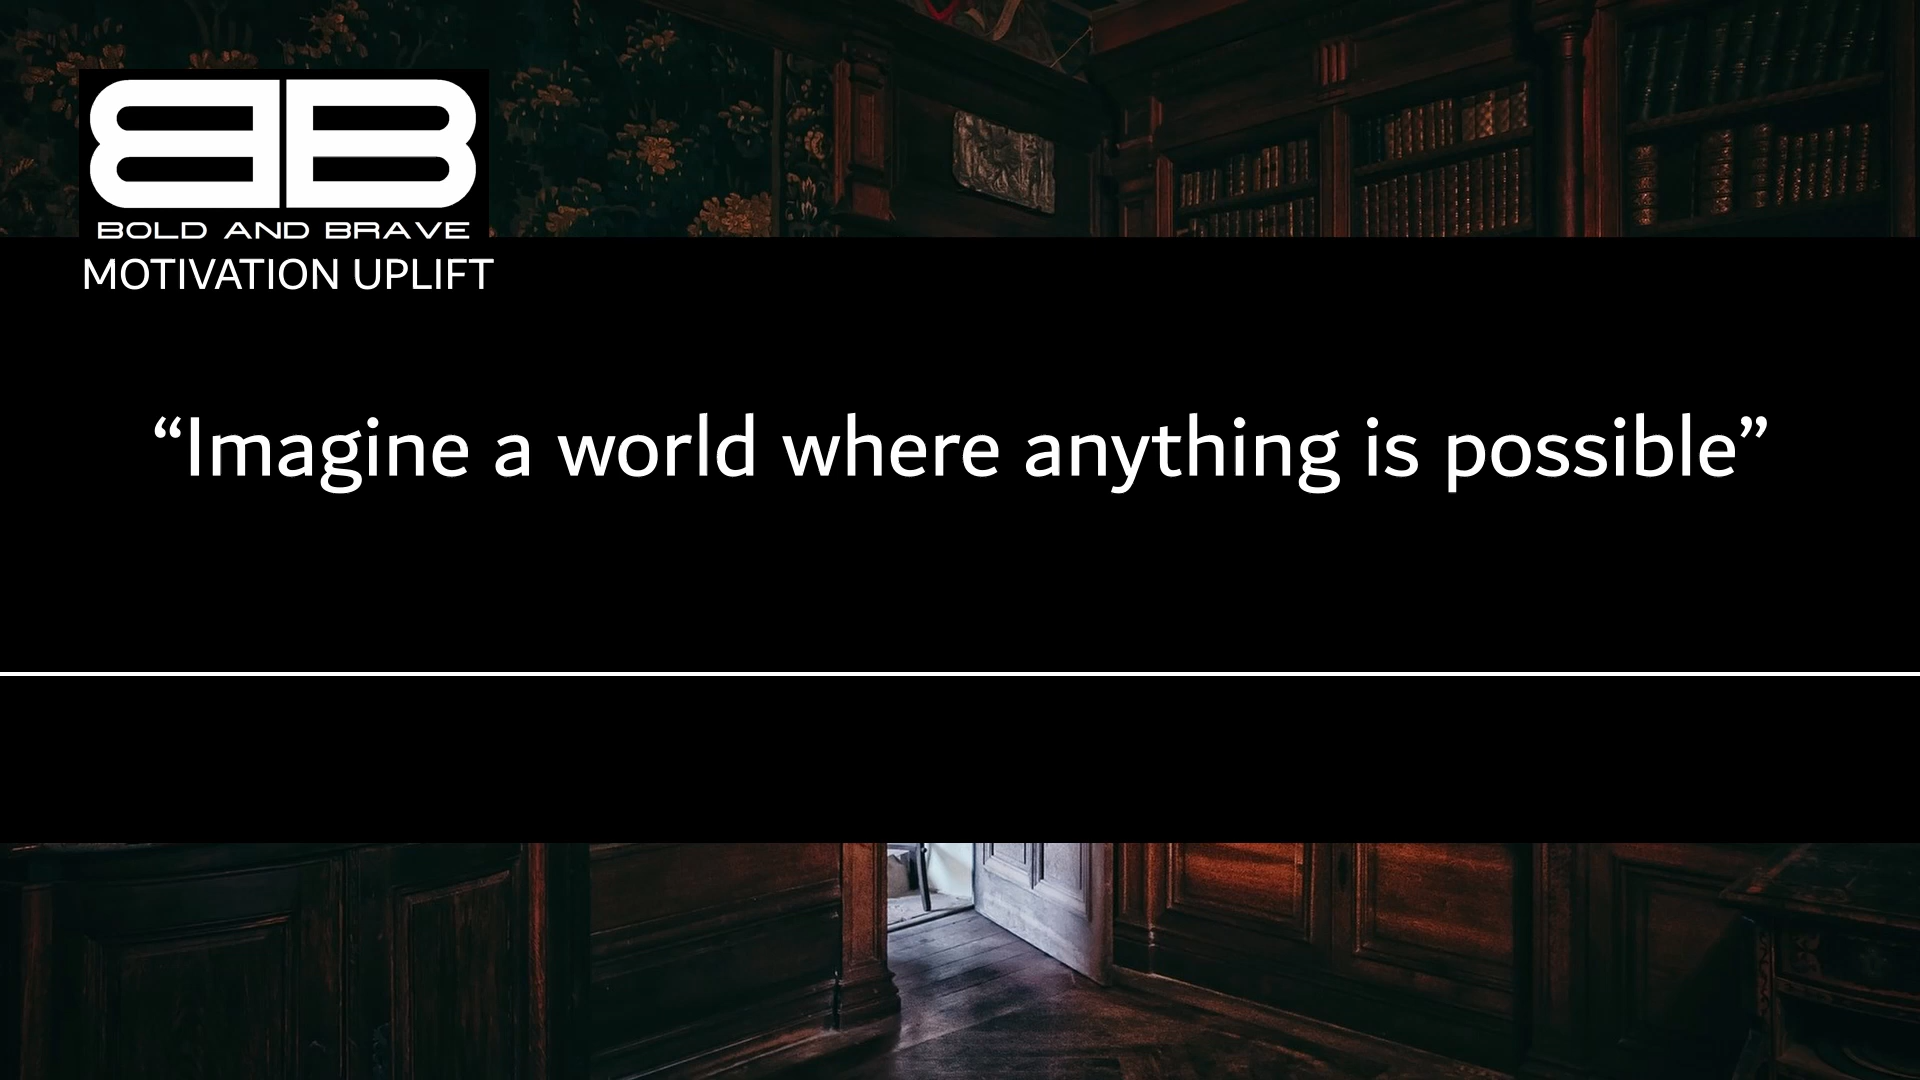 BB
BOLD AND BRAVE
MOTIVATION UPLIFT
“Imagine a world where anything is possible”